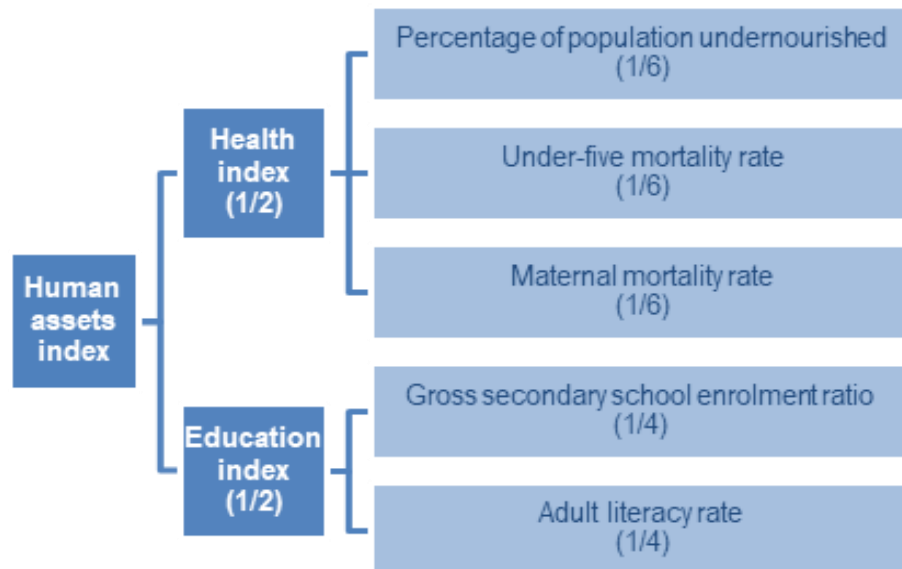 Percentage of population undernourished
(1/6)
Health
index
(1/2)
Under-five mortality rate
(1/6)
Maternal mortality rate
(1/6)
Human
assets
index
Gross secondary school enrolment ratio
(1/4)
Education
index
(1/2)
Adult literacy rate
(1/4)